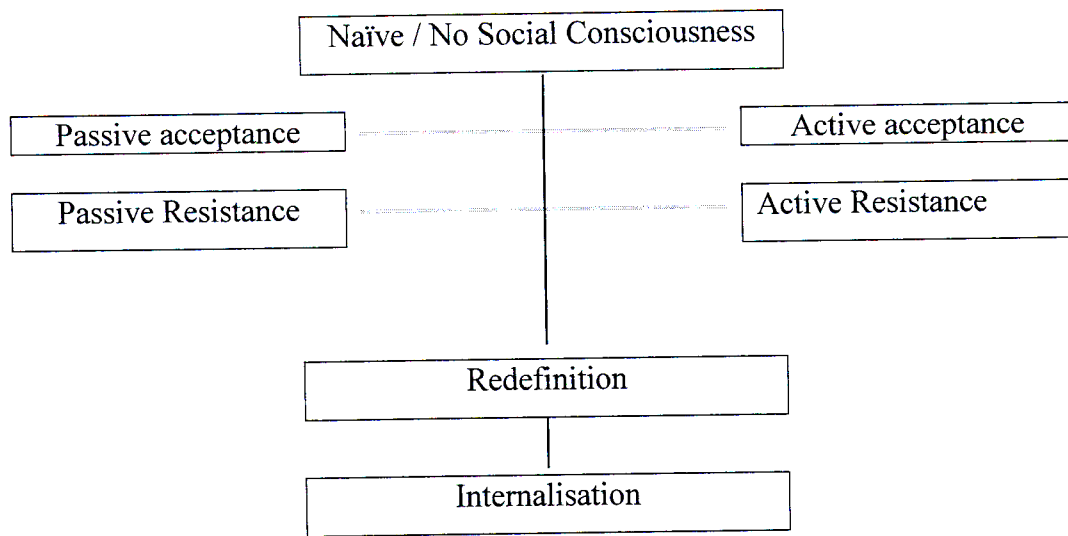 Naïve / No Social Consciousness
Passive acceptance
Active acceptance
Passive Resistance
Active Resistance
Redefinition
Internalisation